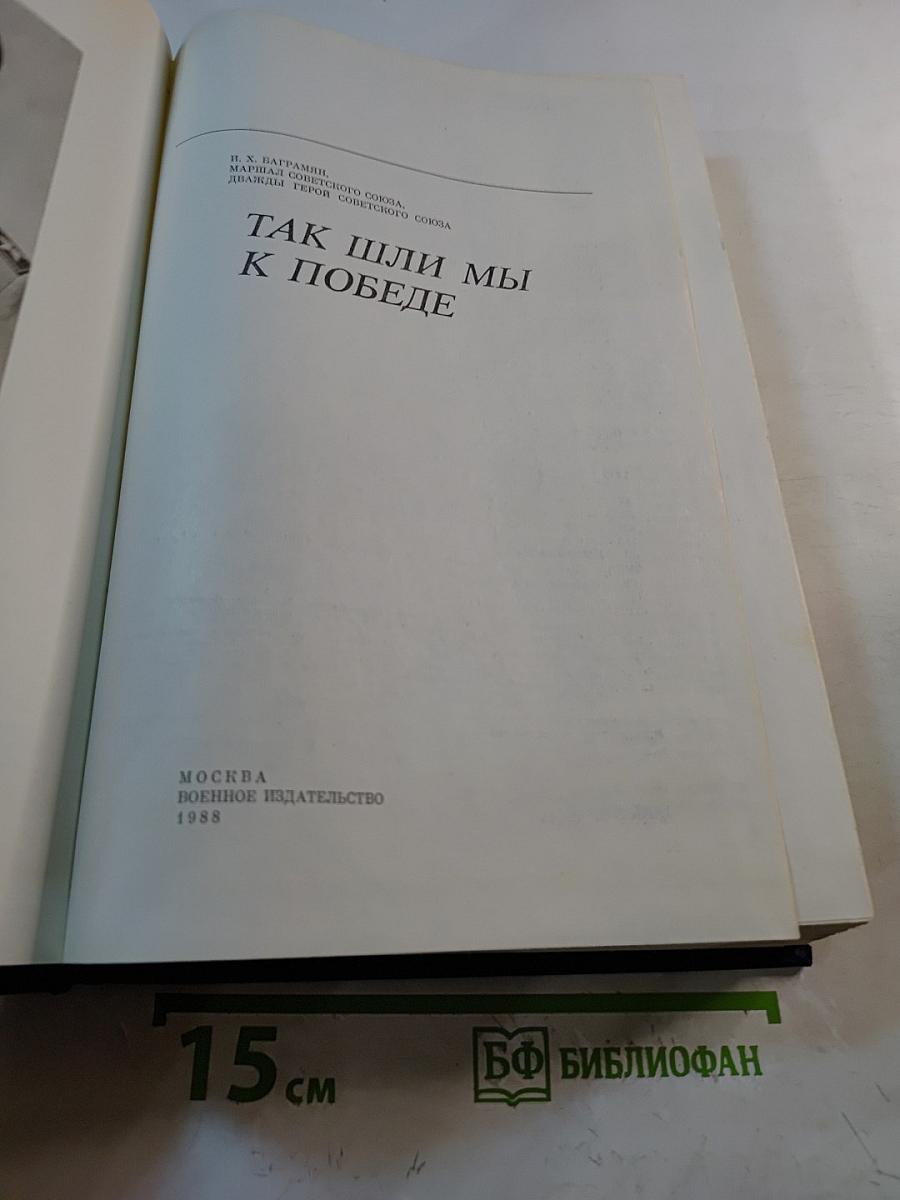 И. Х. БАГРАМЯН,
МАРШАЛ СОВЕТСКОГО СОЮЗА,
ДВАЖДЫ ГЕРОЙ СОВЕТСКОГО СОЮЗА
ТАК ШЛИ МЫ
К ПОБЕДЕ
МОСКВА
ВОЕННОЕ ИЗДАТЕЛЬСТВО
1988
15 см
БФ БИБЛИОФАН